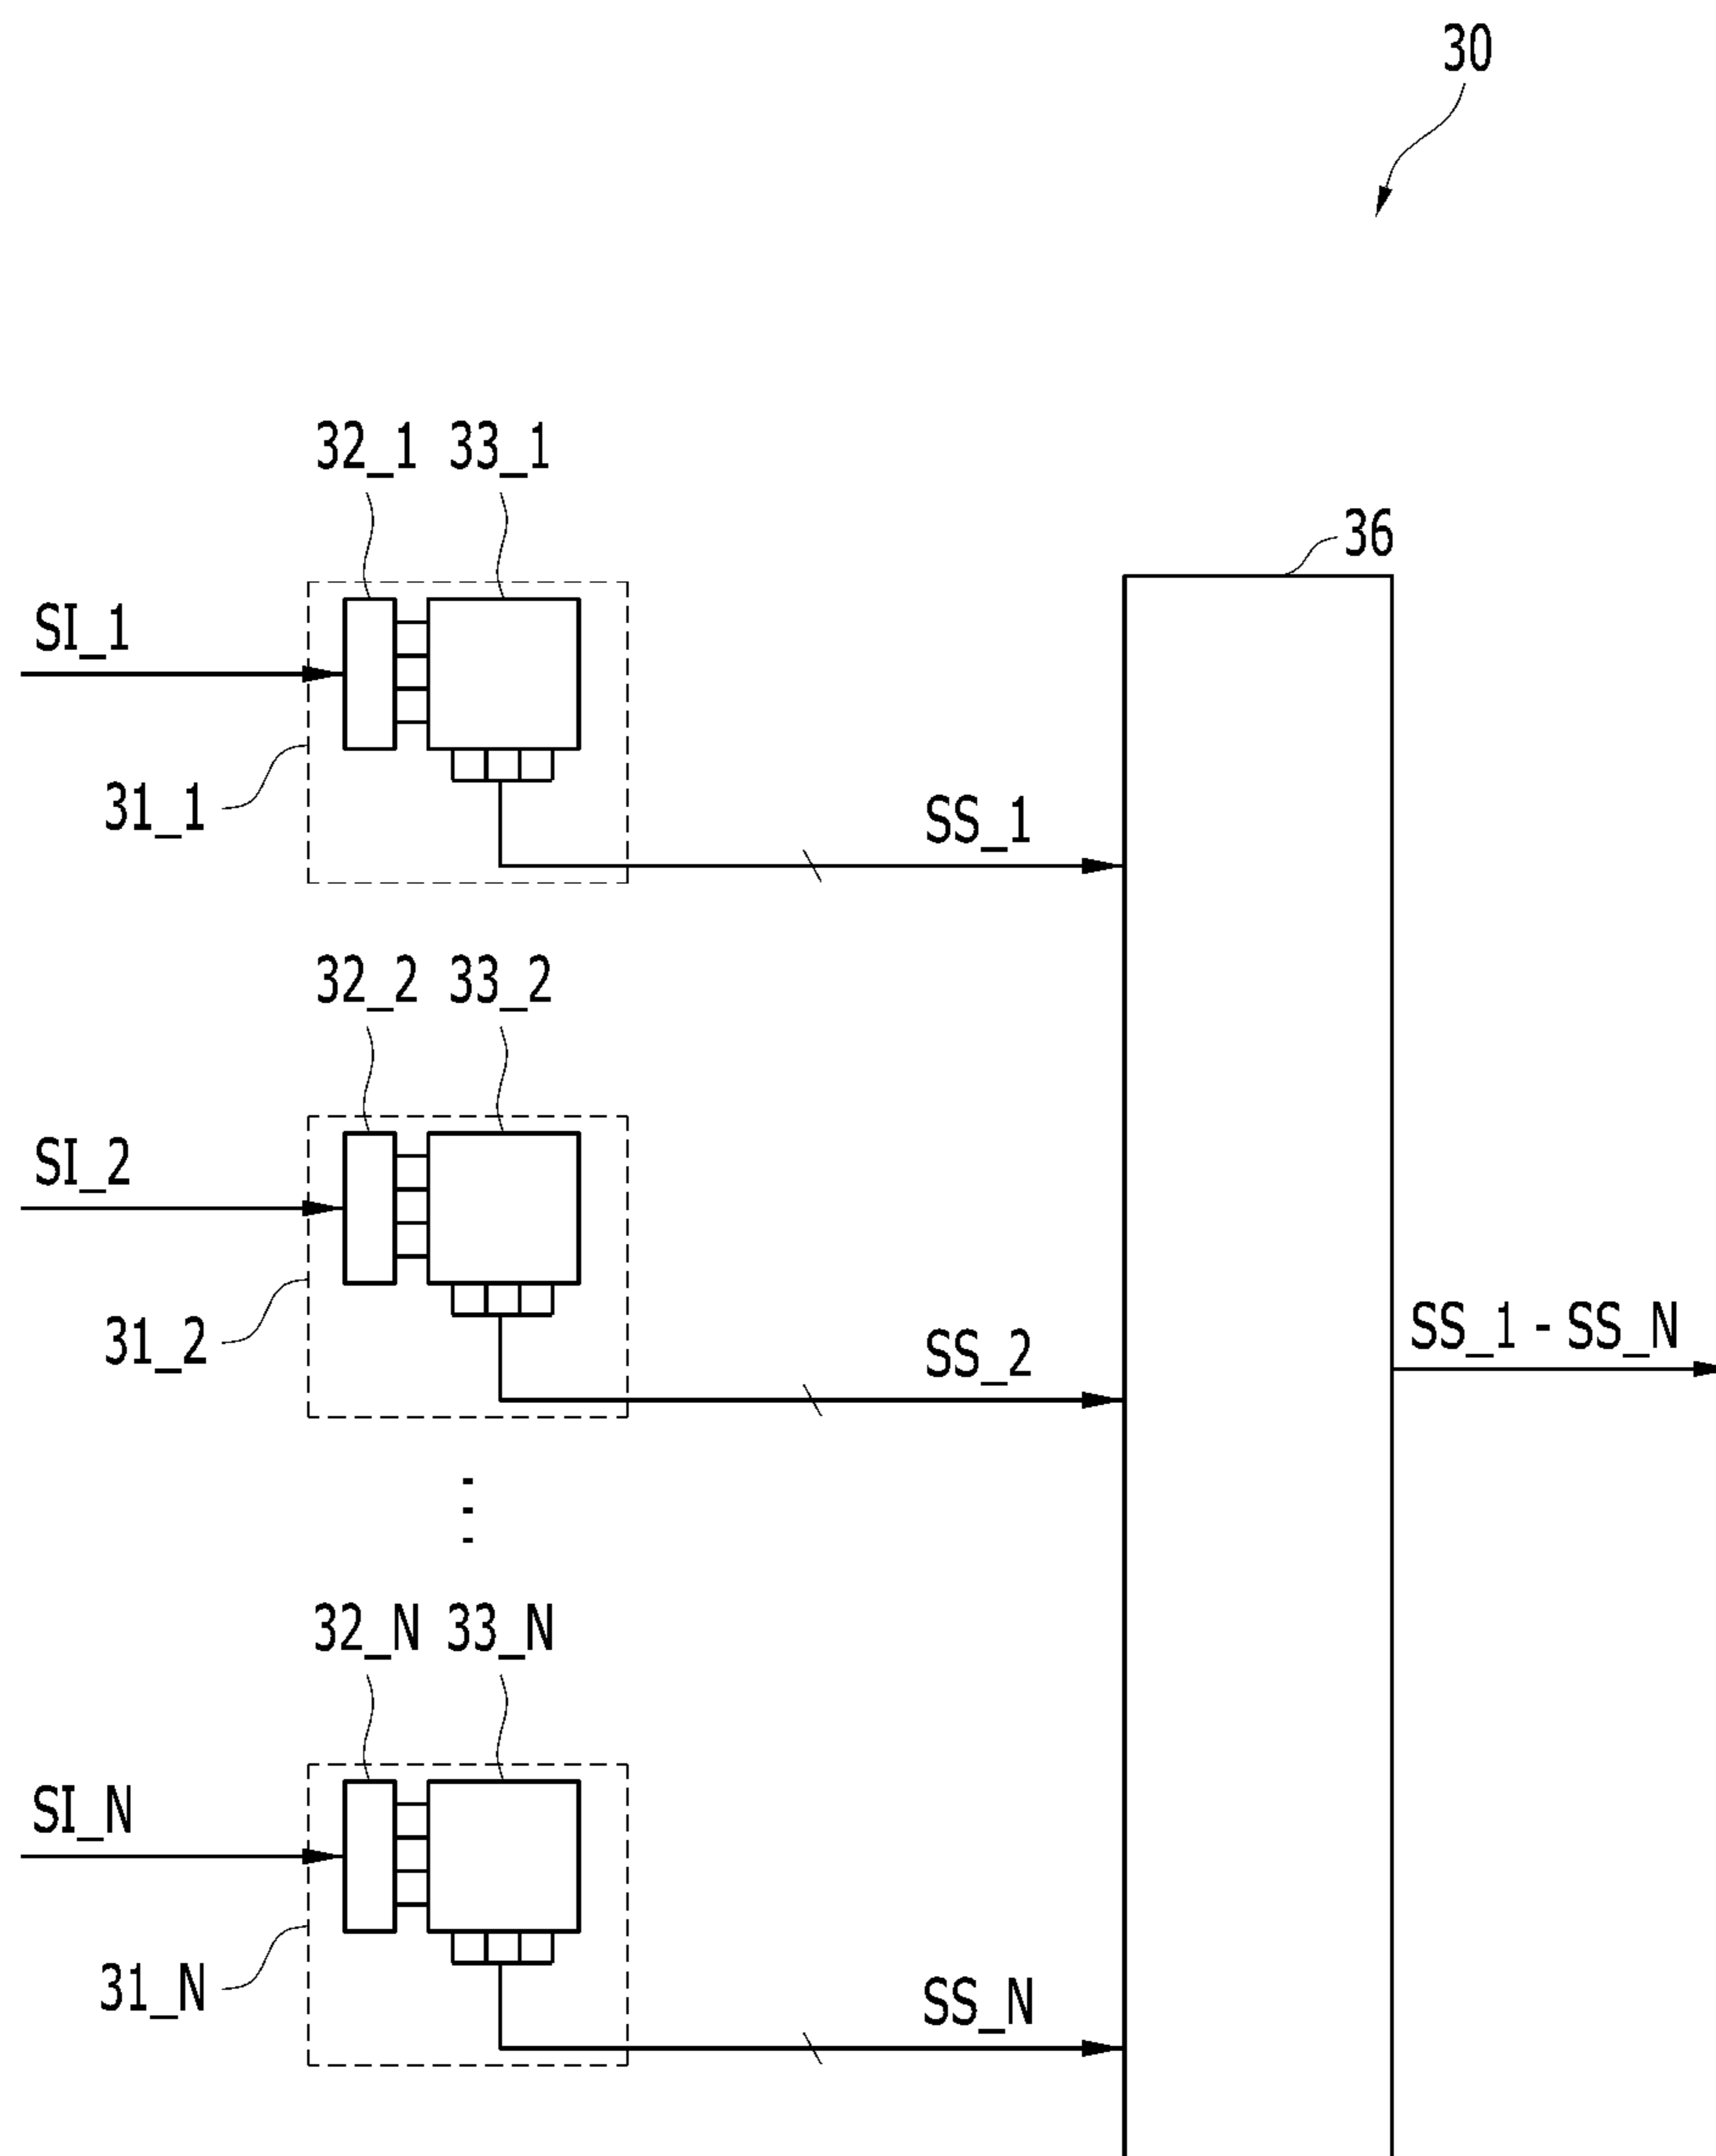 30
32_1 33_1
36
SI_1
31_1
SS_1
32_2 33_2
SI_2
31_2
SS_2
SS_1 - SS_N
32_N 33_N
SI_N
31_N
SS_N